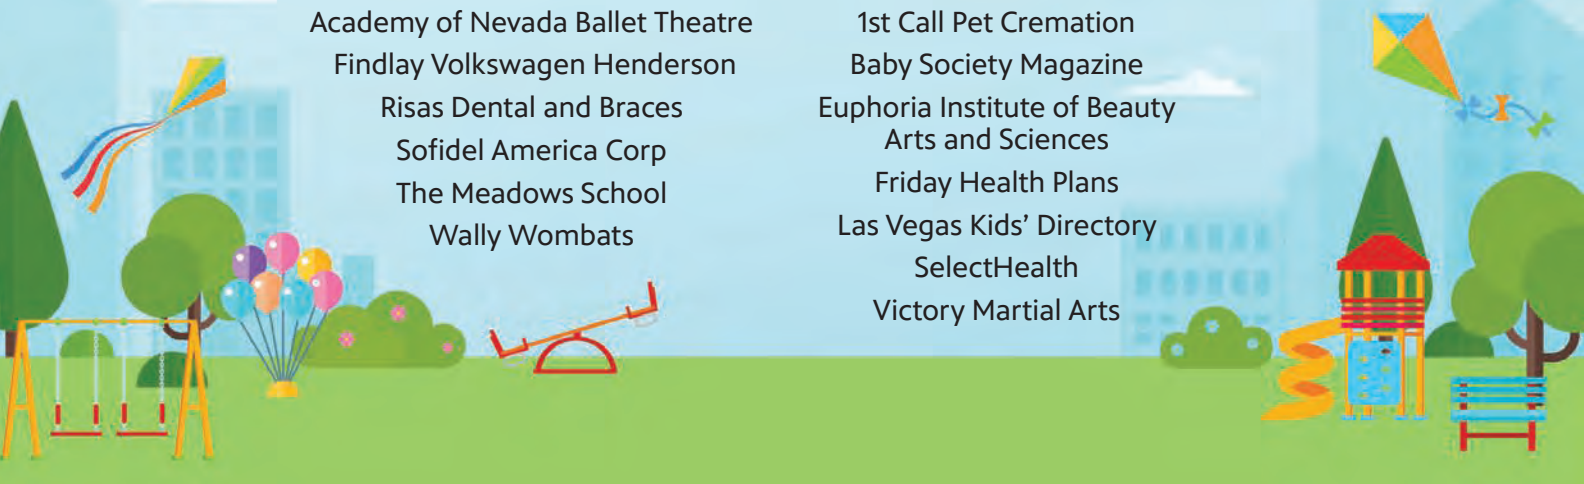 Academy of Nevada Ballet Theatre
Findlay Volkswagen Henderson
Risas Dental and Braces
Sofidel America Corp
The Meadows School
Wally Wombats
1st Call Pet Cremation
Baby Society Magazine
Euphoria Institute of Beauty
Arts and Sciences
Friday Health Plans
Las Vegas Kids’ Directory
SelectHealth
Victory Martial Arts